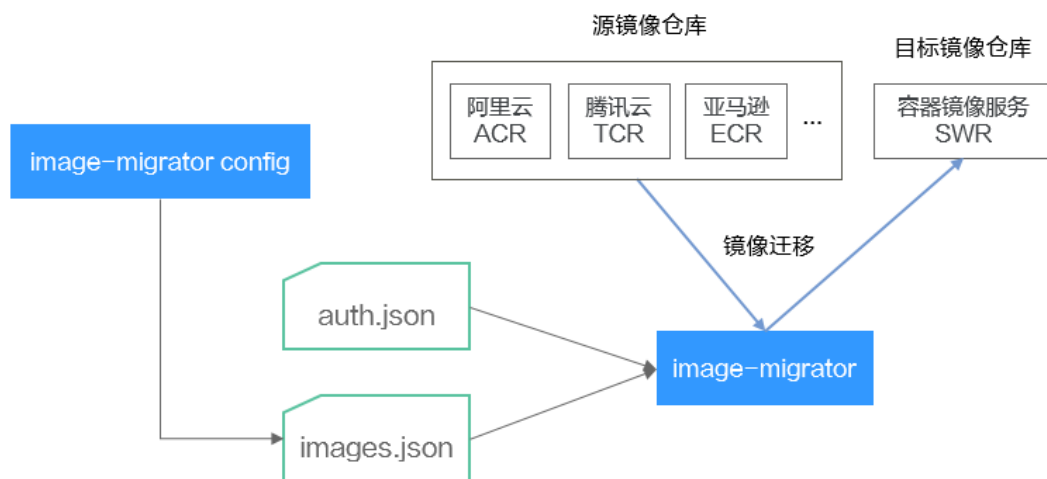 源镜像仓库
目标镜像仓库
阿里云
ACR
腾讯云
TCR
亚马逊
ECR
...
容器镜像服务
SWR
image-migrator config
镜像迁移
auth.json
image-migrator
images.json